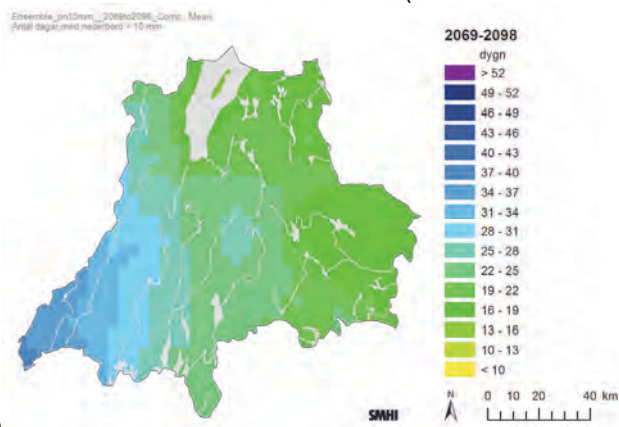 Ensemble_pn10mm__2069to2098_Comc Mean
Antal dagar med nederbörd > 10 mm
2069-2098
dygn
> 52
49 - 52
46 - 49
43 - 46
40 - 43
37 - 40
34 - 37
31 - 34
28 - 31
25 - 28
22 - 25
19 - 22
16 - 19
13 - 16
10 - 13
< 10
SMHI
N
0 10 20 40 km